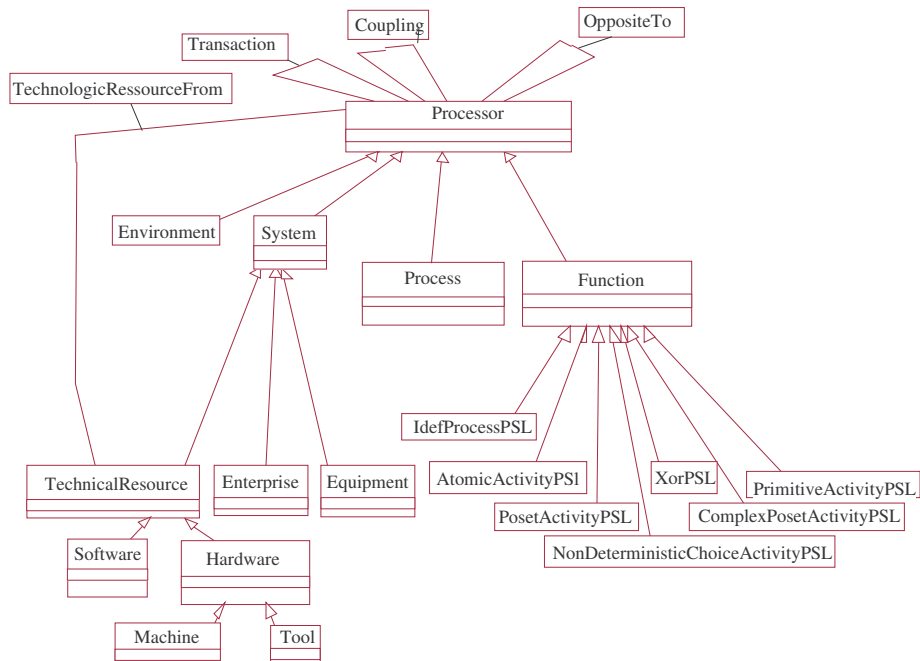 Coupling
OppositeTo
Transaction
TechnologicRessourceFrom
Processor
Environment
System
Process
Function
IdefProcessPSL
AtomicActivityPSl
XorPSL
PrimitiveActivityPSL
PosetActivityPSL
ComplexPosetActivityPSL
NonDeterministicChoiceActivityPSL
TechnicalResource
Enterprise
Equipment
Software
Hardware
Machine
Tool